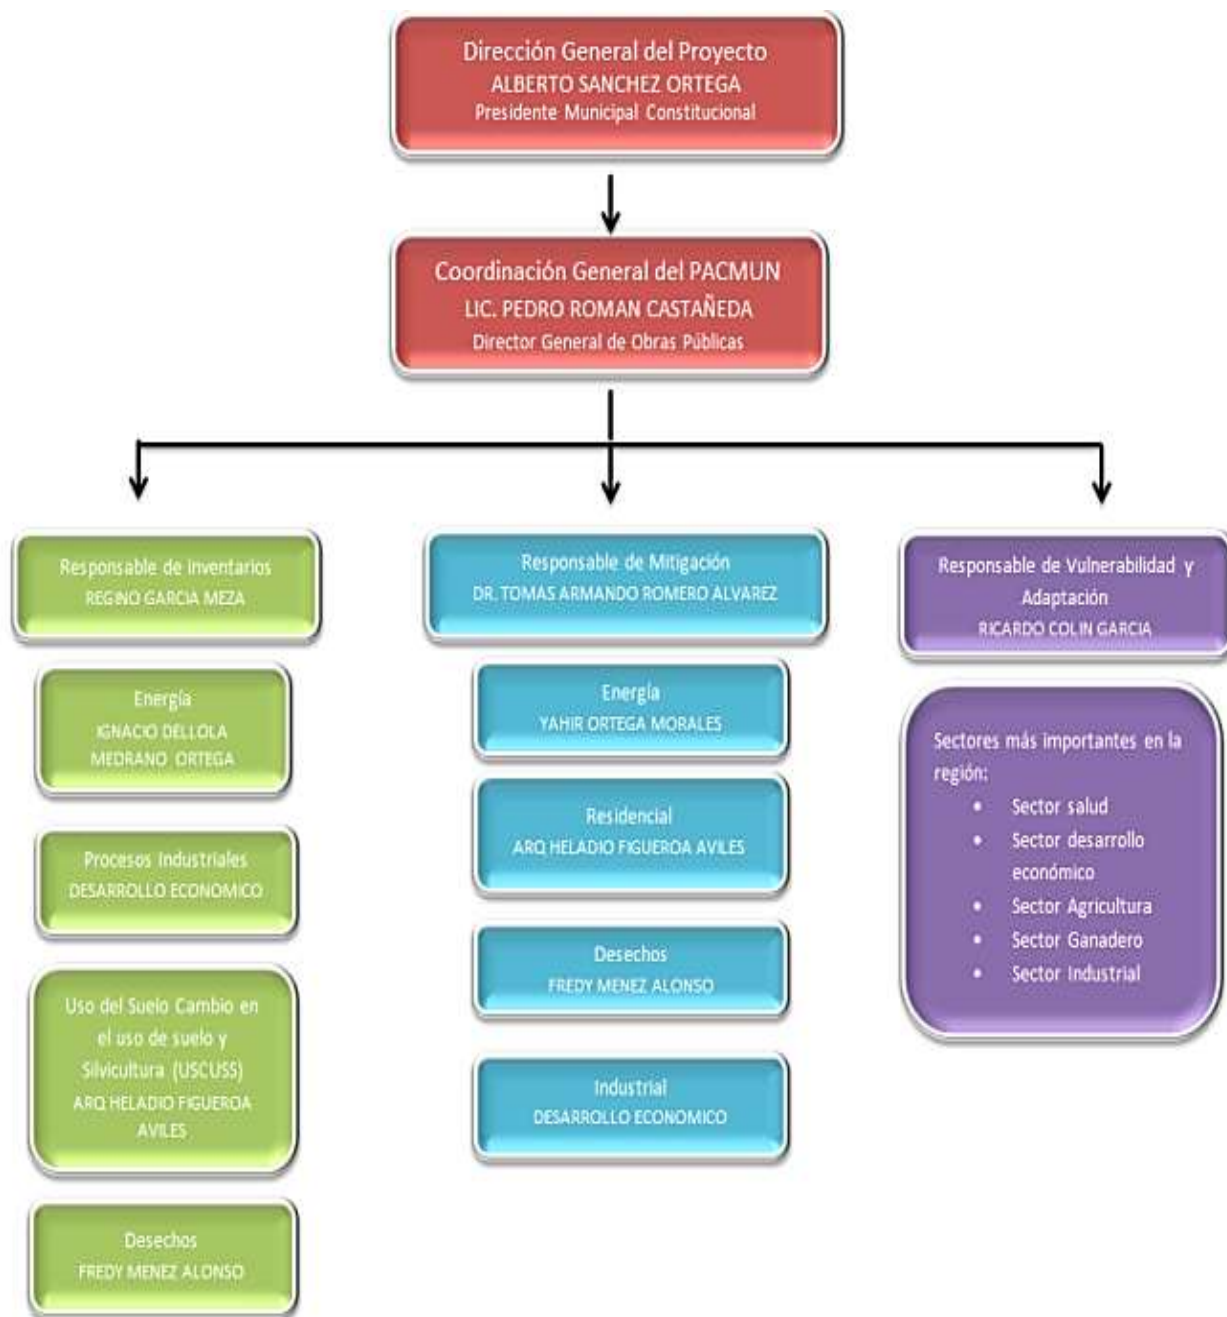 Dirección General del Proyecto
ALBERTO SANCHEZ ORTEGA
Presidente Municipal Constitucional
Coordinación General del PACMUN
LIC. PEDRO ROMAN CASTAÑEDA
Director General de Obras Públicas
Responsable de Inventarios
REGINO GARCIA MEZA
Energía
IGNACIO DELLOLA
MEDRANO ORTEGA
Procesos Industriales
DESARROLLO ECONOMICO
Uso del Suelo Cambio en
el uso de suelo y
Silvicultura (USCUSS)
ARQ HELADIO FIGUEROA
AVILES
Desechos
FREDY MENEZ ALONSO
Responsable de Mitigación
DR. TOMAS ARMANDO ROMERO ALVAREZ
Energía
YAHIR ORTEGA MORALES
Residencial
ARQ HELADIO FIGUEROA AVILES
Desechos
FREDY MENEZ ALONSO
Industrial
DESARROLLO ECONOMICO
Responsable de Vulnerabilidad y
Adaptación
RICARDO COLIN GARCIA
Sectores más importantes en la
región:
• Sector salud
• Sector desarrollo
económico
• Sector Agricultura
• Sector Ganadero
• Sector Industrial